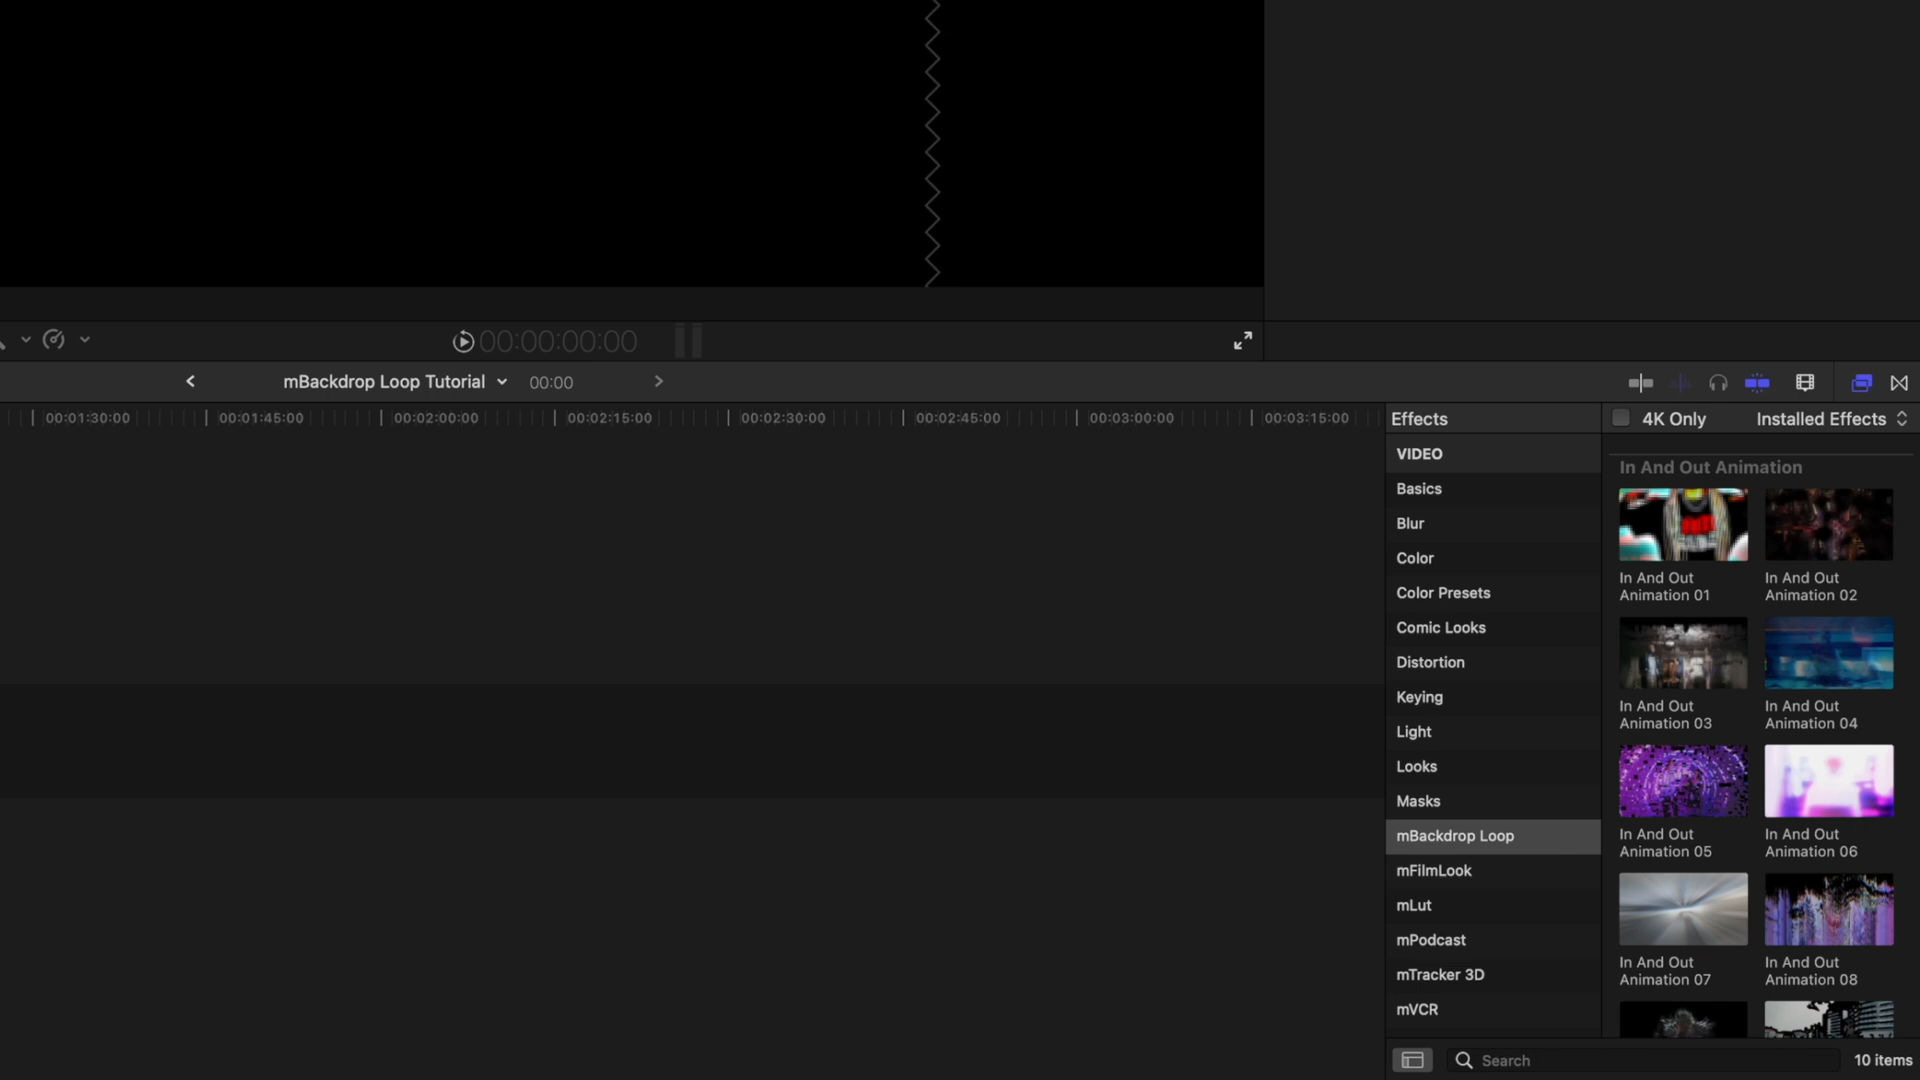 00:00:00:00
mBackdrop Loop Tutorial 00:00
00:01:30:00 00:01:45:00 00:02:00:00 00:02:15:00 00:02:30:00 00:02:45:00 00:03:00:00 00:03:15:00
Effects
4K Only Installed Effects
VIDEO
Basics
Blur
Color
Color Presets
Comic Looks
Distortion
Keying
Light
Looks
Masks
mBackdrop Loop
mFilmLook
mLut
mPodcast
mTracker 3D
mVCR
In And Out Animation
In And Out
Animation 01
In And Out
Animation 02
In And Out
Animation 03
In And Out
Animation 04
In And Out
Animation 05
In And Out
Animation 06
In And Out
Animation 07
In And Out
Animation 08
Search
10 items